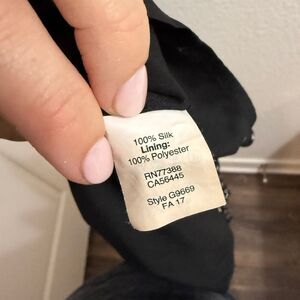 100% Silk
Lining:
100% Polyester
RN77388
CA56445
Style G9669
FA 17